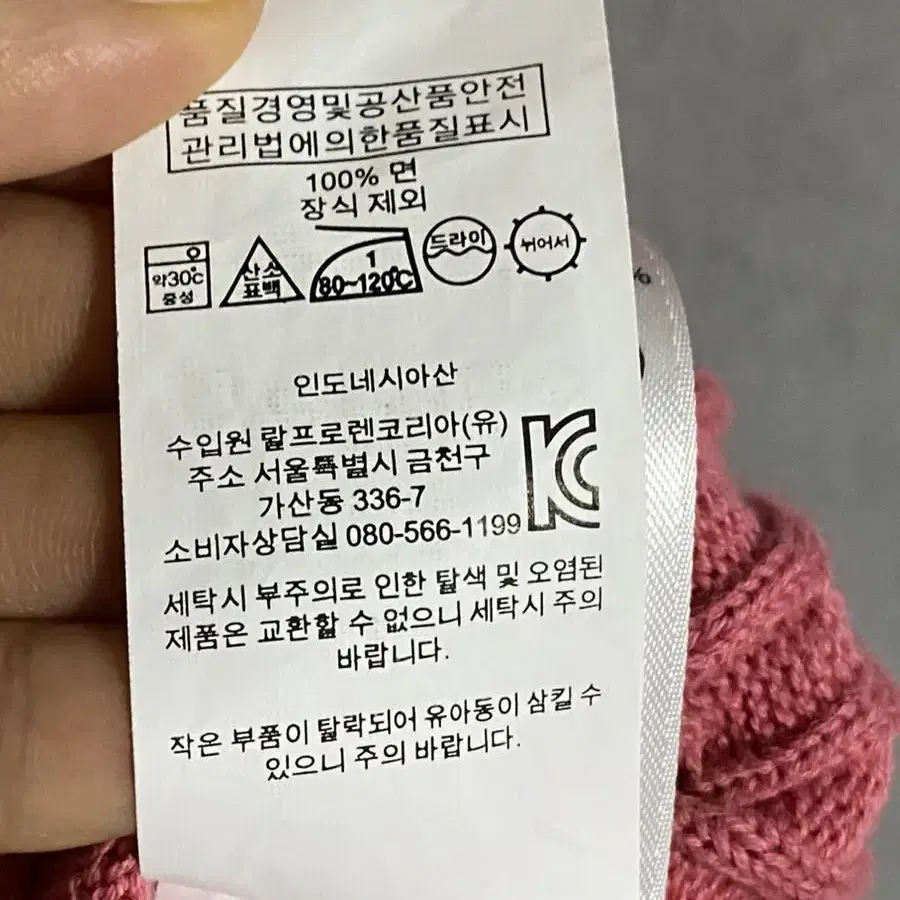 품질경영및공산품안전
관리법에의한품질표시
100% 면
장식 제외
약30℃
중성
산소
표백
1
80~120℃
드라이
뉘어서
%
인도네시아산
수입원 랄프로렌코리아(유)
주소 서울특별시 금천구
가산동 336-7
소비자상담실 080-566-1199
세탁시 부주의로 인한 탈색 및 오염된
제품은 교환할 수 없으니 세탁시 주의
바랍니다.
작은 부품이 탈락되어 유아동이 삼킬 수
있으니 주의 바랍니다.